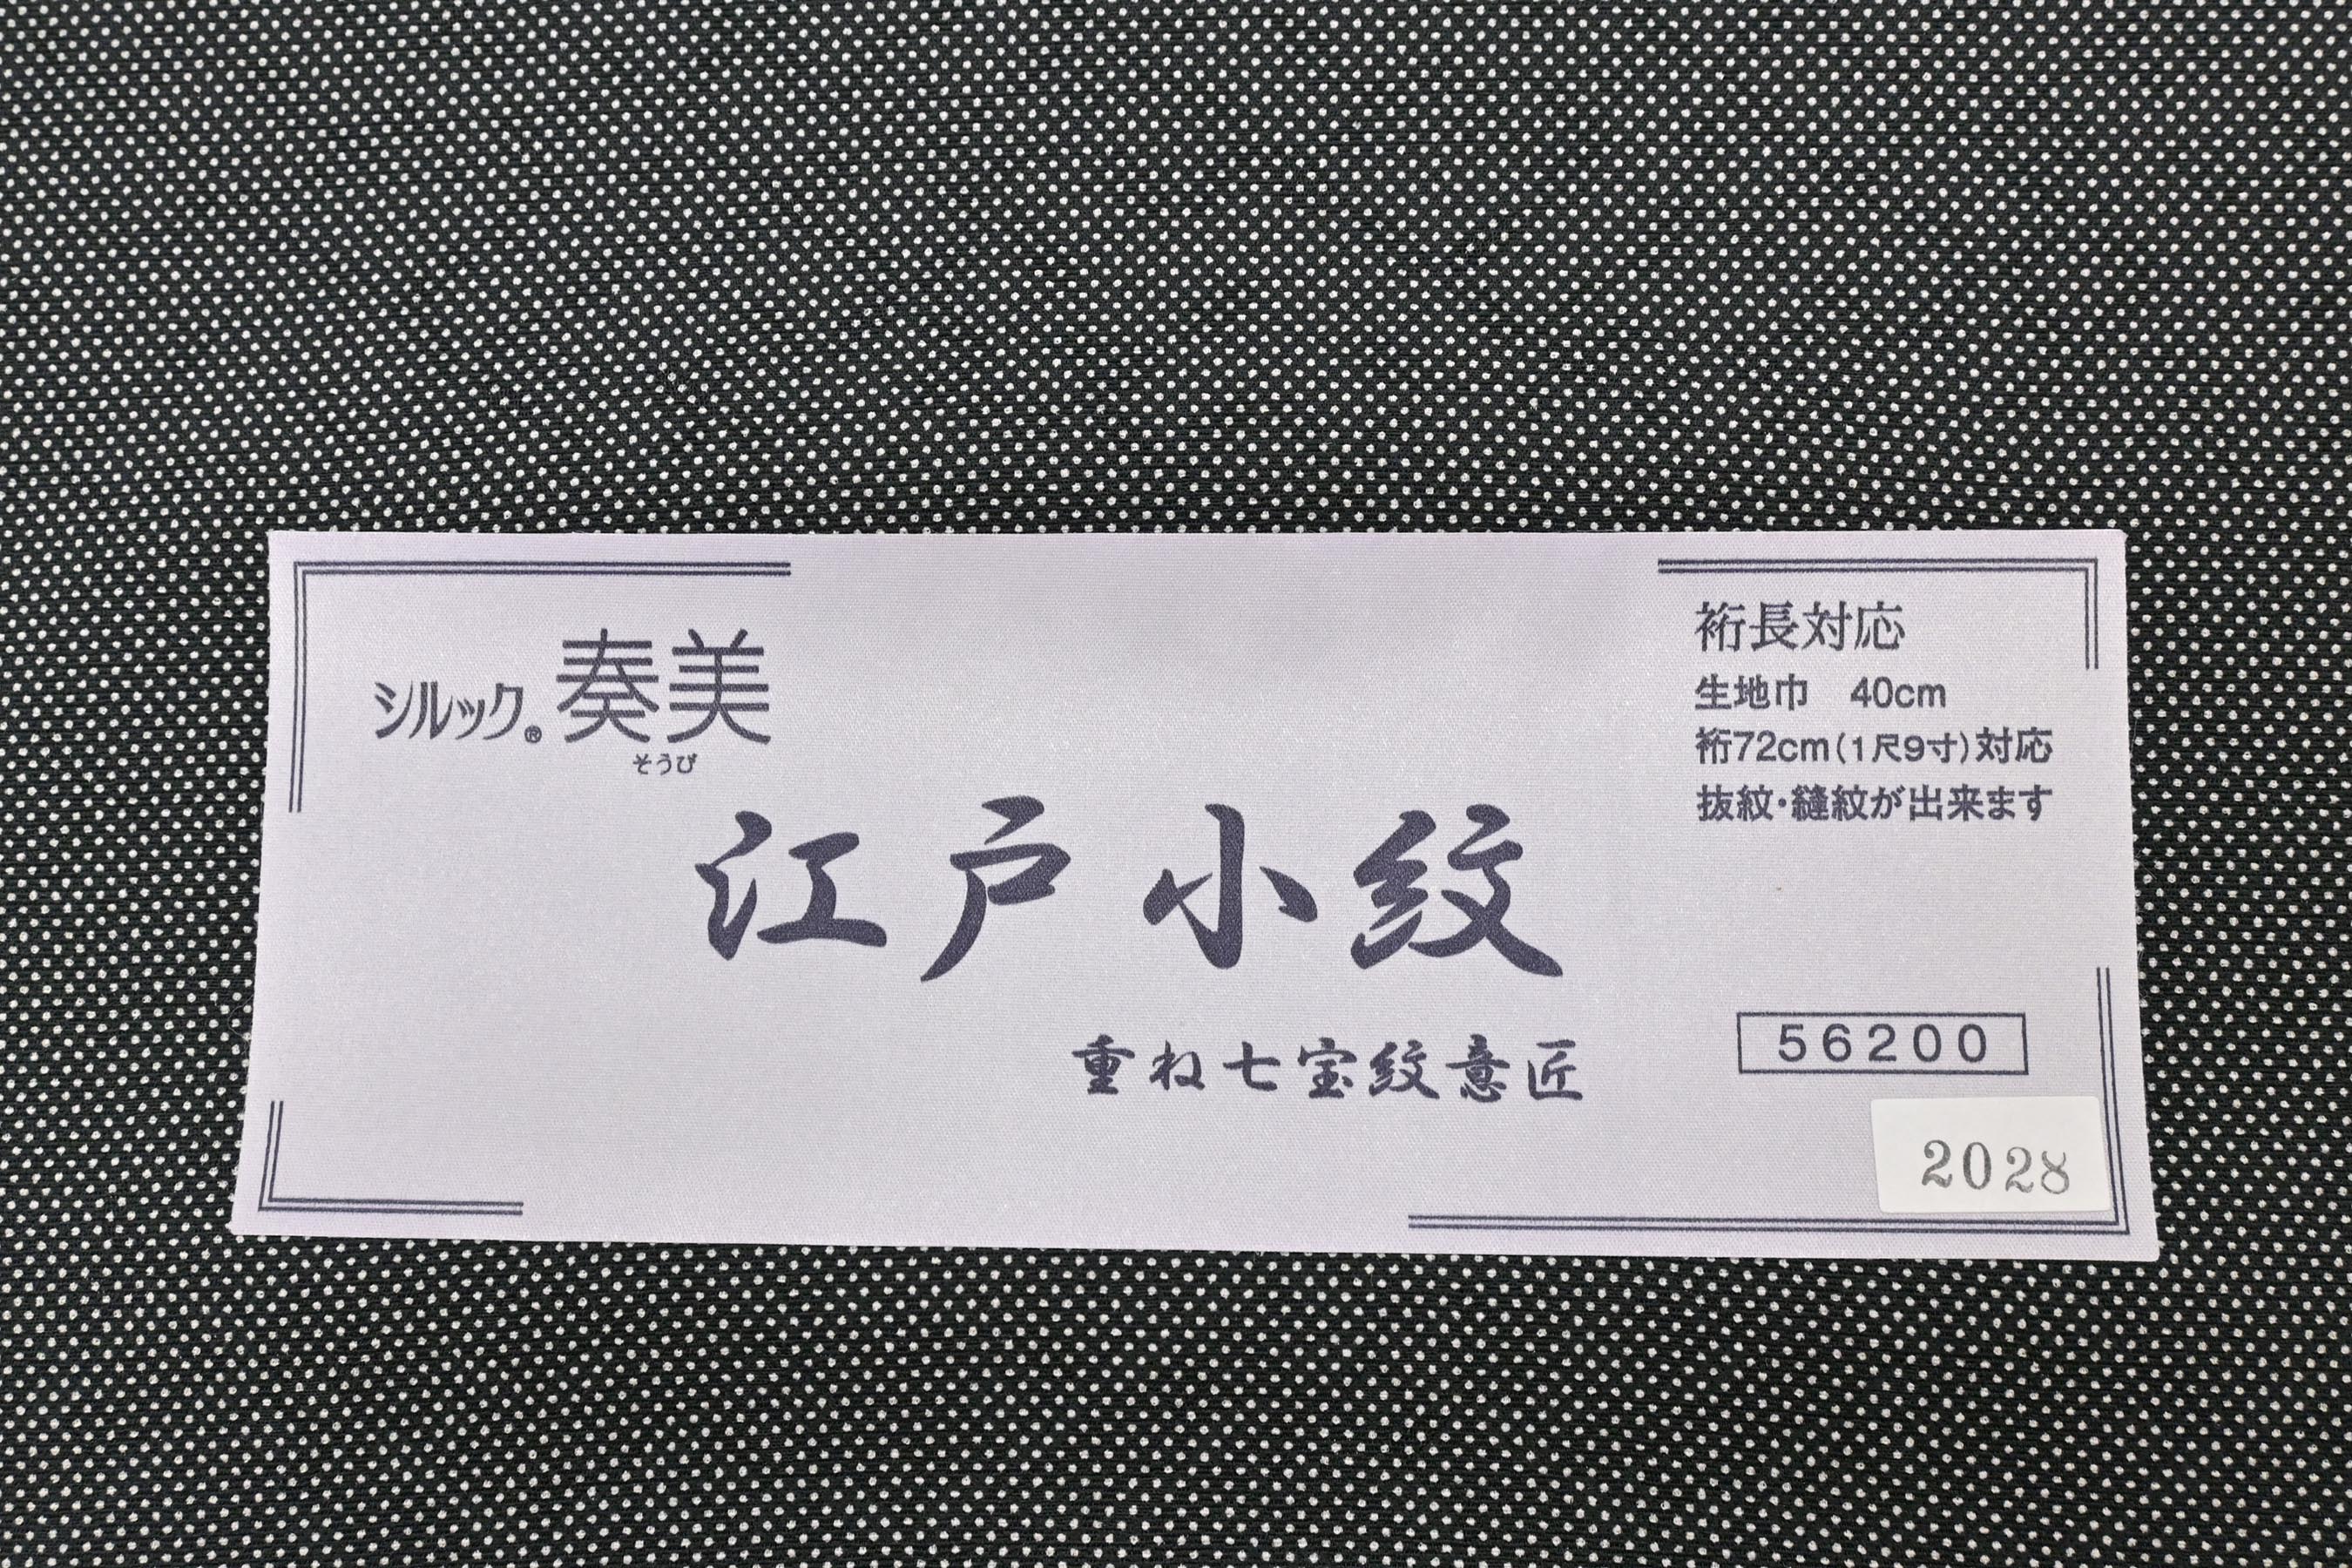 シルック® 奏美
そうび
裄長対応
生地巾 40cm
裄72cm(1尺9寸)対応
抜紋・縫紋が出来ます
江戸小紋
重ね七宝紋意匠
56200
2028